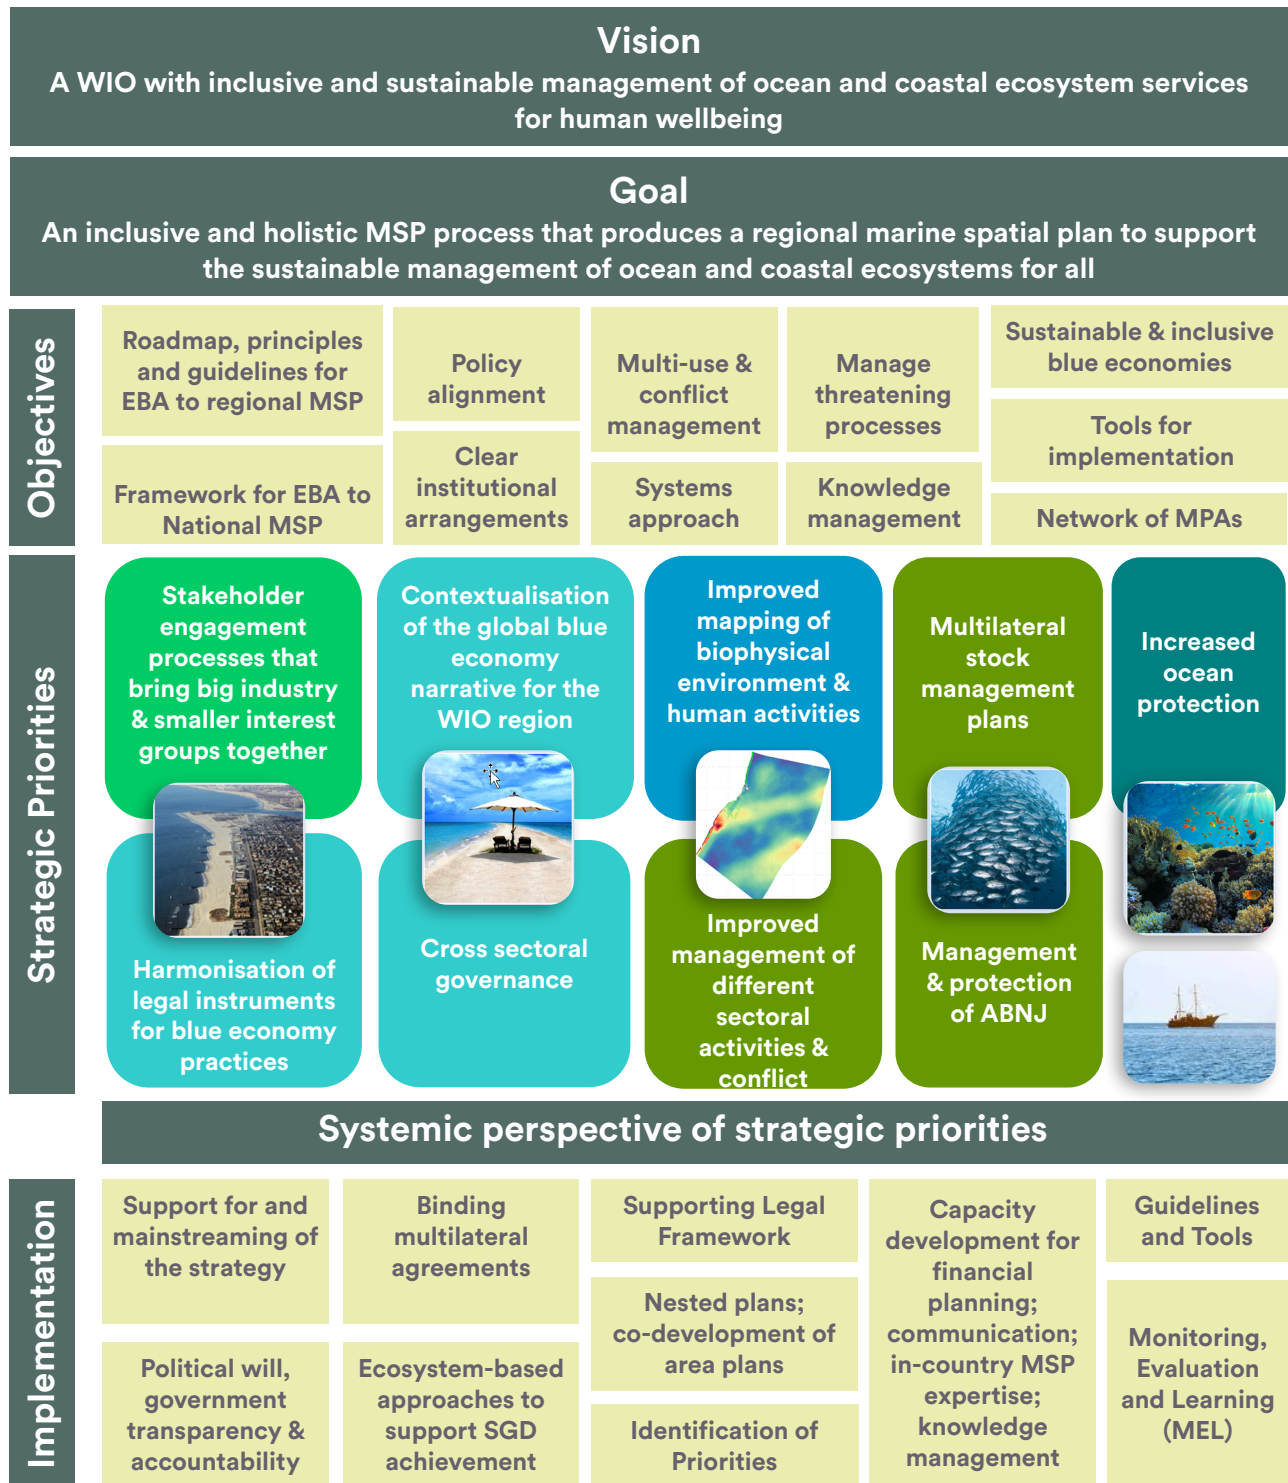 Vision
A WIO with inclusive and sustainable management of ocean and coastal ecosystem services
for human wellbeing
Goal
An inclusive and holistic MSP process that produces a regional marine spatial plan to support
the sustainable management of ocean and coastal ecosystems for all
Objectives
Roadmap, principles
and guidelines for
EBA to regional MSP
Framework for EBA to
National MSP
Policy
alignment
Clear
institutional
arrangements
Multi-use &
conflict
management
Systems
approach
Manage
threatening
processes
Knowledge
management
Sustainable & inclusive
blue economies
Tools for
implementation
Network of MPAs
Strategic Priorities
Stakeholder
engagement
processes that
bring big industry
& smaller interest
groups together
Contextualisation
of the global blue
economy
narrative for the
WIO region
Improved
mapping of
biophysical
environment &
human activities
Multilateral
stock
management
plans
Increased
ocean
protection
Harmonisation of
legal instruments
for blue economy
practices
Cross sectoral
governance
Improved
management of
different
sectoral
activities &
conflict
Management
& protection
of ABNJ
Systemic perspective of strategic priorities
Implementation
Support for and
mainstreaming of
the strategy
Political will,
government
transparency &
accountability
Binding
multilateral
agreements
Ecosystem-based
approaches to
support SGD
achievement
Supporting Legal
Framework
Nested plans;
co-development of
area plans
Identification of
Priorities
Capacity
development for
financial
planning;
communication;
in-country MSP
expertise;
knowledge
management
Guidelines
and Tools
Monitoring,
Evaluation
and Learning
(MEL)